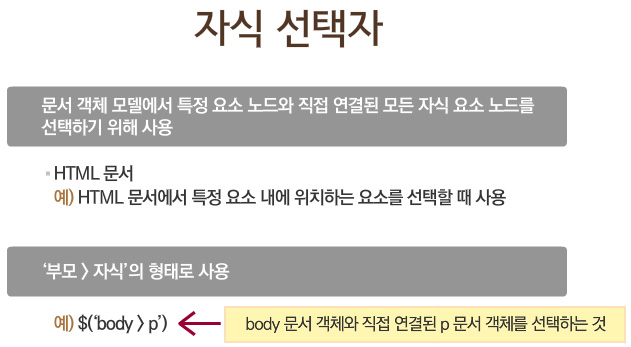 자식 선택자
문서 객체 모델에서 특정 요소 노드와 직접 연결된 모든 자식 요소 노드를
선택하기 위해 사용
▪ HTML 문서
예) HTML 문서에서 특정 요소 내에 위치하는 요소를 선택할 때 사용
‘부모 > 자식’의 형태로 사용
예) $(‘body > p’) ← body 문서 객체와 직접 연결된 p 문서 객체를 선택하는 것